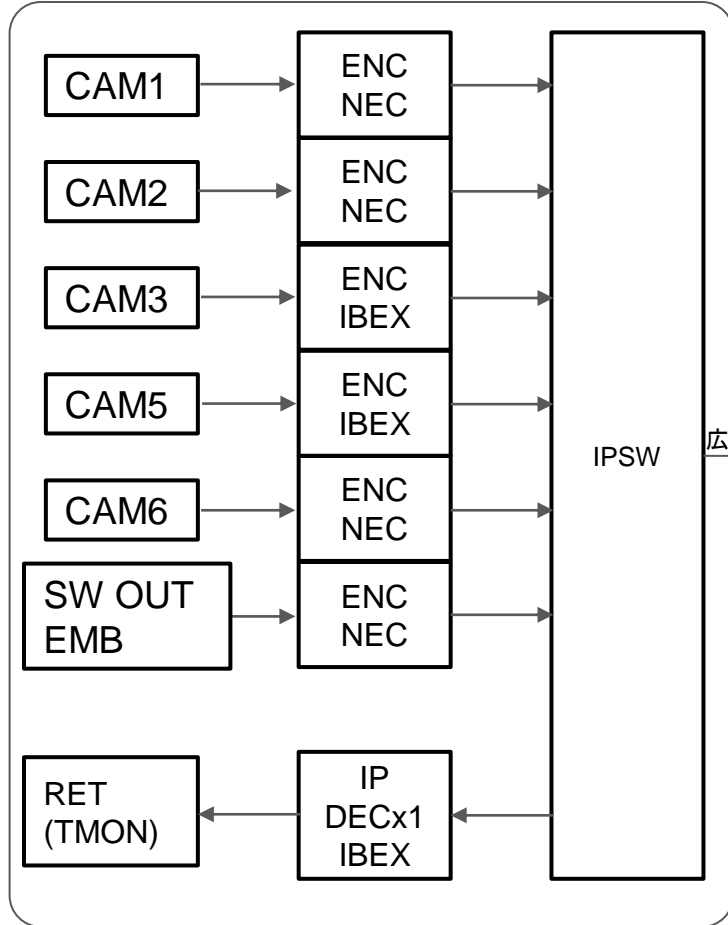 CAM1
ENC
NEC
CAM2
ENC
NEC
CAM3
ENC
IBEX
CAM5
ENC
IBEX
IPSW
広
CAM6
ENC
NEC
SW OUT
EMB
ENC
NEC
RET
(TMON)
IP
DECx1
IBEX